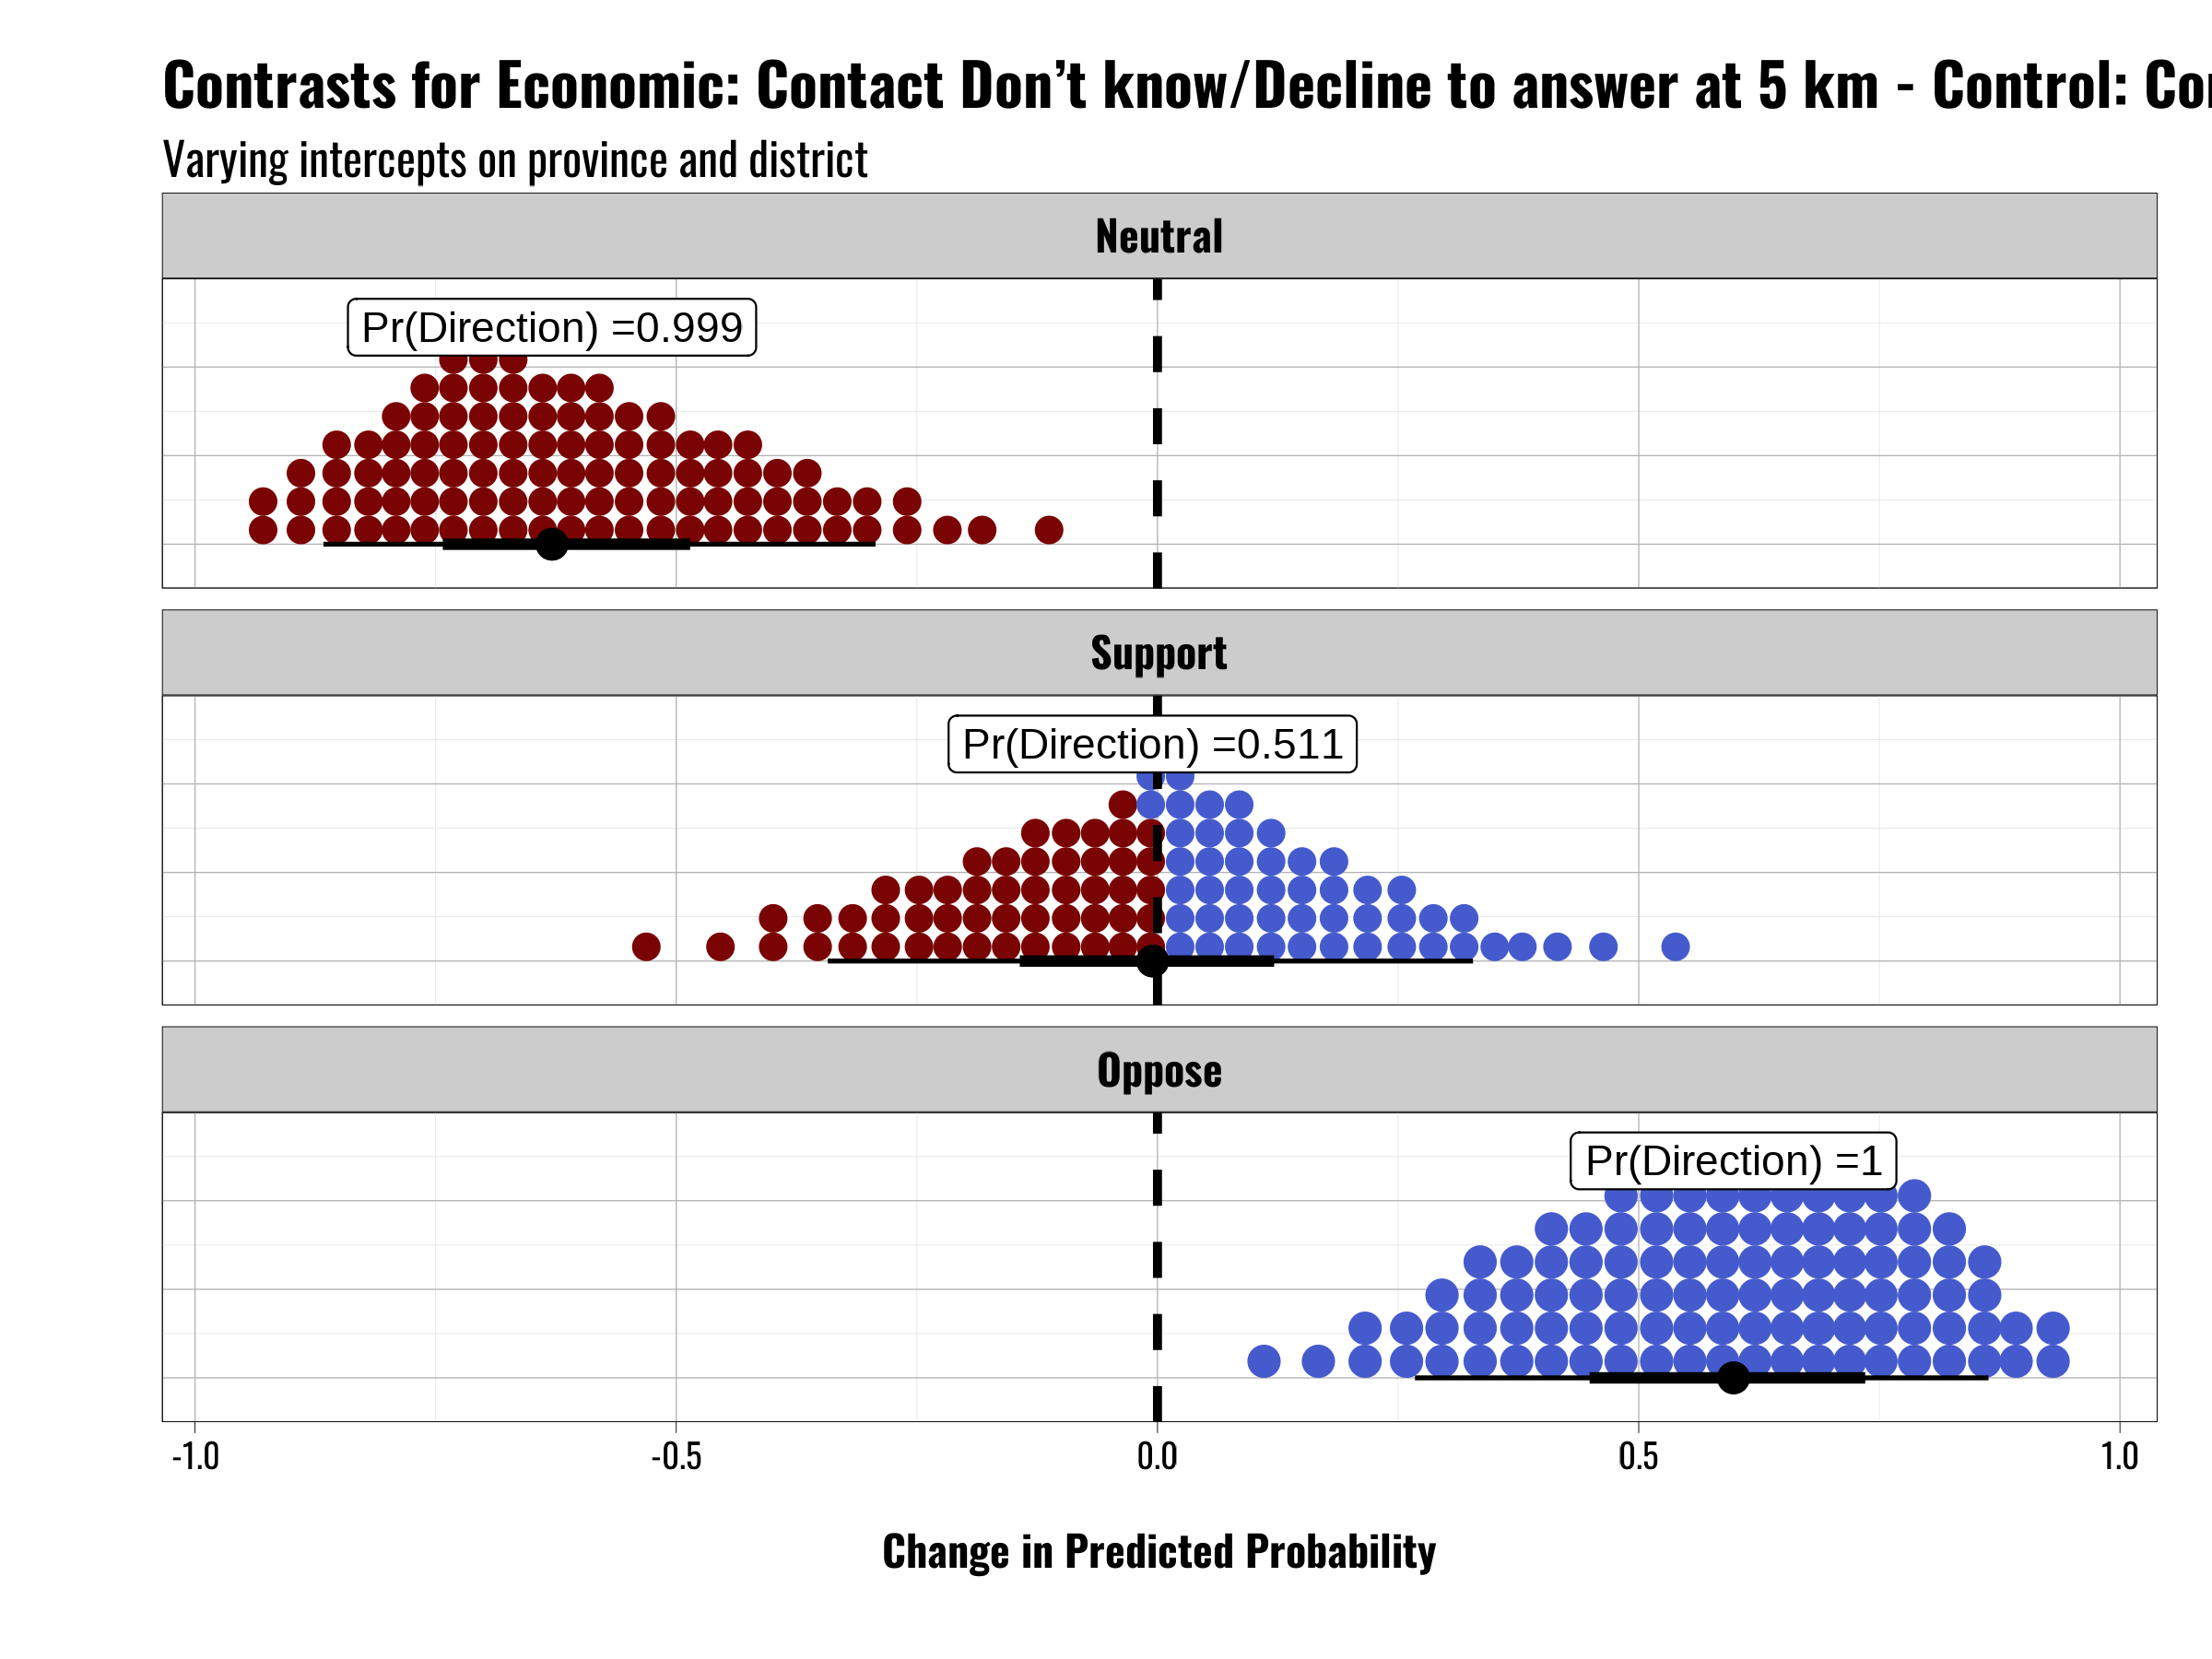 Contrasts for Economic: Contact Don’t know/Decline to answer at 5 km - Control:
Varying intercepts on province and district
Neutral
Pr(Direction) =0.999
Support
Pr(Direction) =0.511
Oppose
Pr(Direction) =1
-1.0 -0.5 0.0 0.5 1.0
Change in Predicted Probability